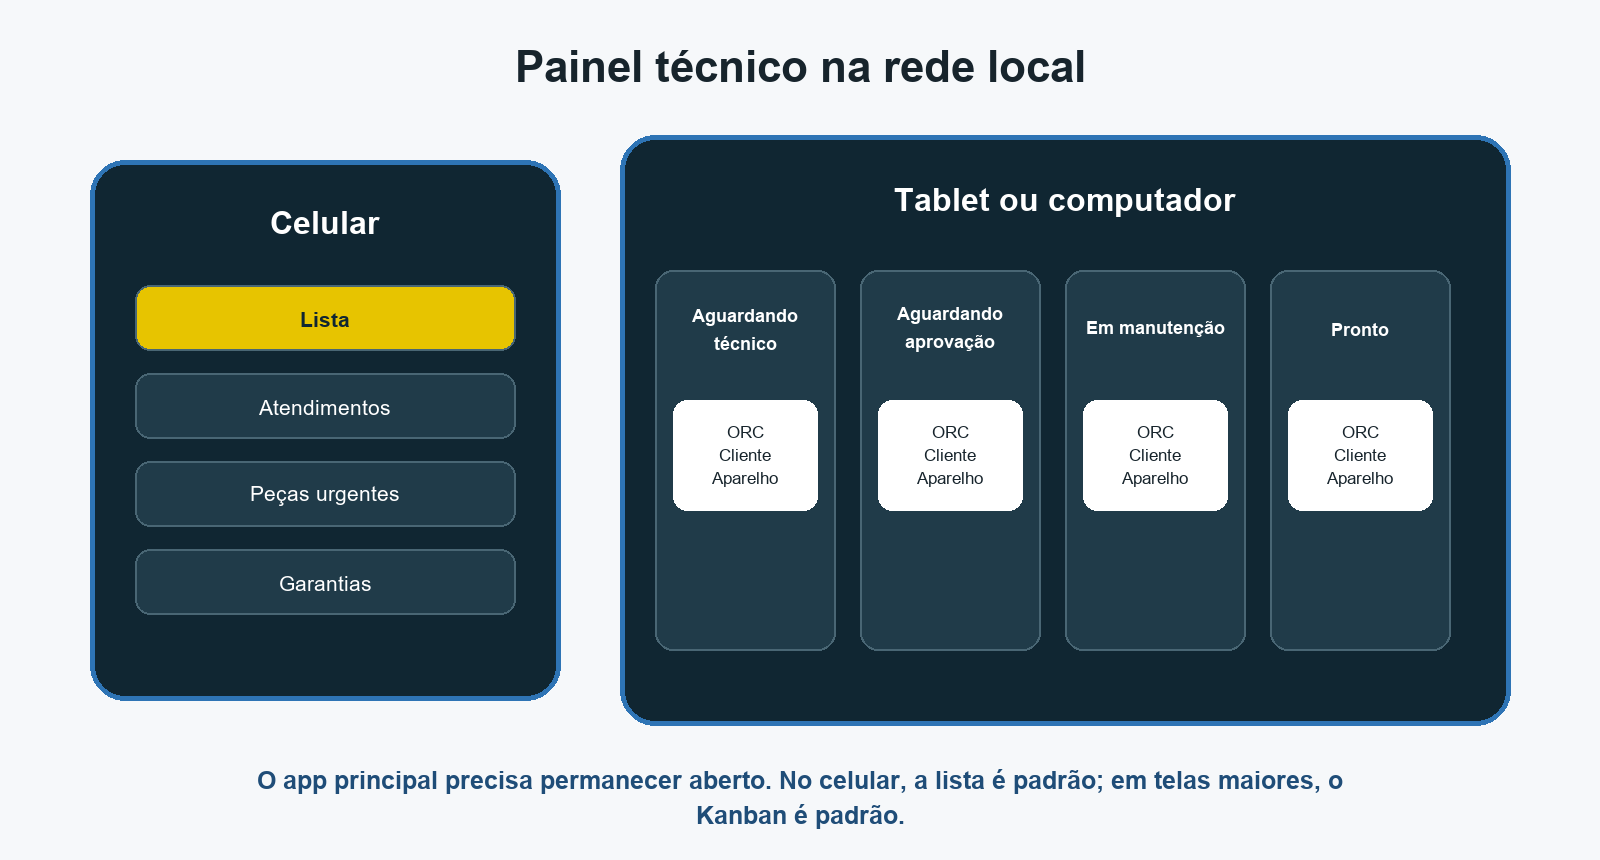 Painel técnico na rede local
Celular
Lista
Atendimentos
Peças urgentes
Garantias
Tablet ou computador
Aguardando
técnico
ORC
Cliente
Aparelho
Aguardando
aprovação
ORC
Cliente
Aparelho
Em manutenção
ORC
Cliente
Aparelho
Pronto
ORC
Cliente
Aparelho
O app principal precisa permanecer aberto. No celular, a lista é padrão; em telas maiores, o
Kanban é padrão.